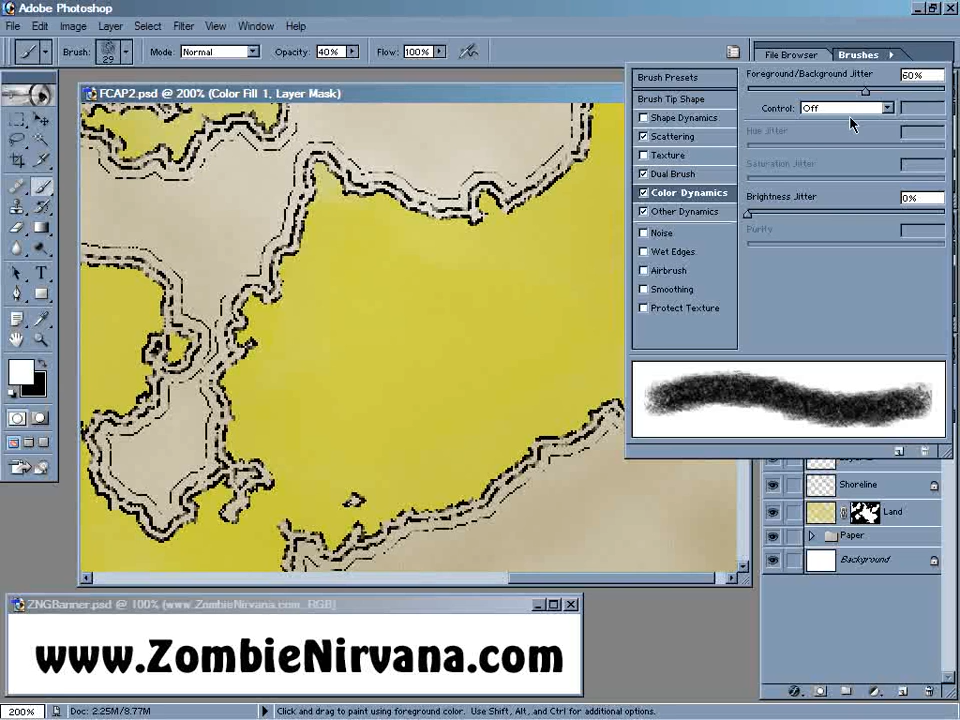 Adobe Photoshop
File Edit Image Layer Select Filter View Window Help
Brush: 29 Mode: Normal Opacity: 40% Flow: 100% File Browser Brushes
FCAP2.psd @ 200% (Color Fill 1, Layer Mask)
Brush Presets
Brush Tip Shape
Shape Dynamics
Scattering
Texture
Dual Brush
Color Dynamics
Other Dynamics
Noise
Wet Edges
Airbrush
Smoothing
Protect Texture
Foreground/Background Jitter 60%
Control: Off
Hue Jitter
Saturation Jitter
Brightness Jitter 0%
Purity
Shoreline
Land
Paper
Background
ZNGBanner.psd @ 100% (www.ZombieNirvana.com, RGB)
www.ZombieNirvana.com
200% Doc: 2.25M/8.77M Click and drag to paint using foreground color. Use Shift, Alt, and Ctrl for additional options.